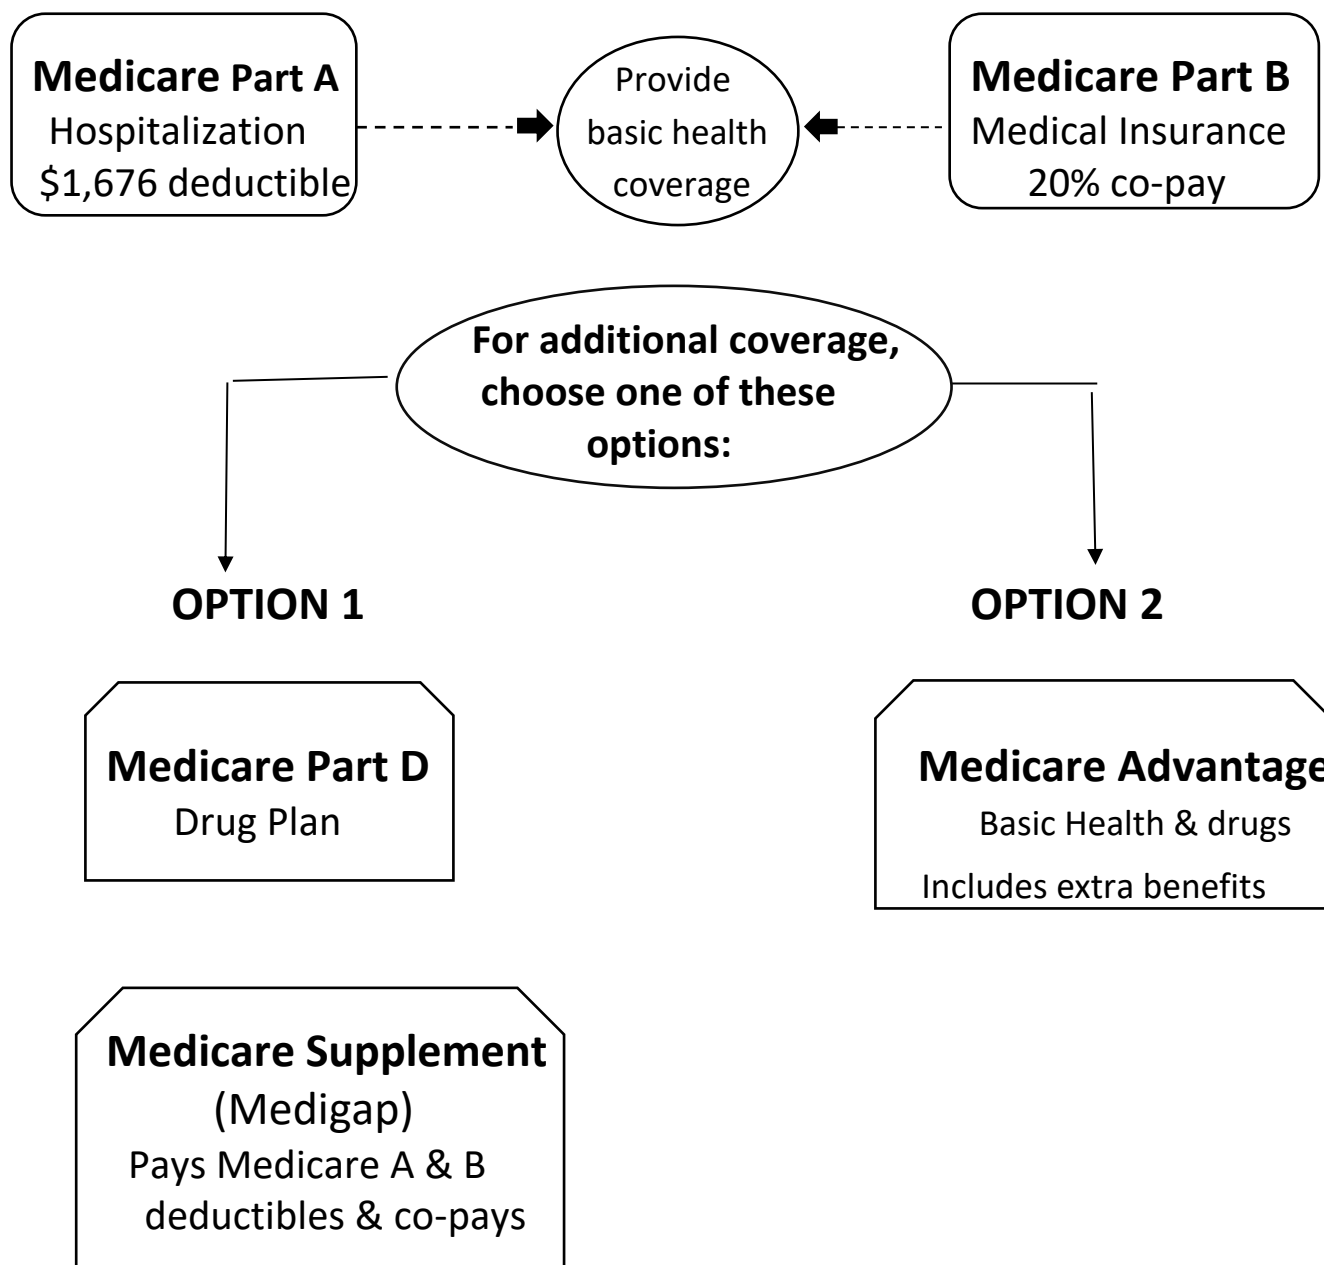 Medicare Part A
Hospitalization
$1,676 deductible
Provide
basic health
coverage
Medicare Part B
Medical Insurance
20% co-pay
For additional coverage,
choose one of these
options:
OPTION 1
OPTION 2
Medicare Part D
Drug Plan
Medicare Advantage
Basic Health & drugs
Includes extra benefits
Medicare Supplement
(Medigap)
Pays Medicare A & B
deductibles & co-pays